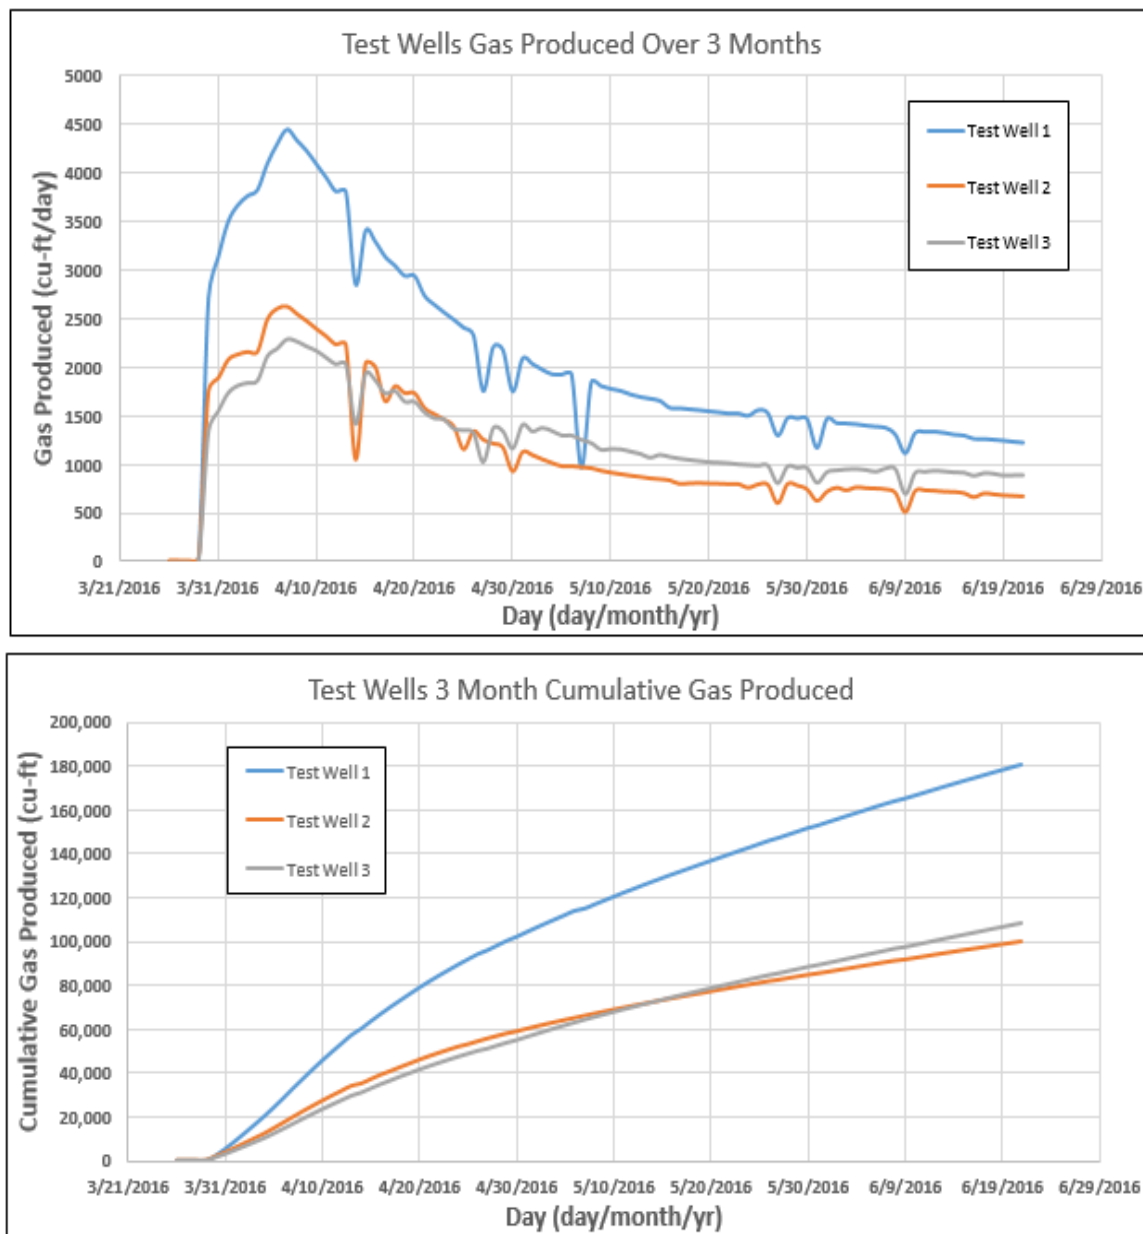 Test Wells Gas Produced Over 3 Months
5000
4500
4000
3500
3000
2500
2000
1500
1000
500
0
Gas Produced (cu-ft/day)
Test Well 1
Test Well 2
Test Well 3
3/21/2016 3/31/2016 4/10/2016 4/20/2016 4/30/2016 5/10/2016 5/20/2016 5/30/2016 6/9/2016 6/19/2016 6/29/2016
Day (day/month/yr)
Test Wells 3 Month Cumulative Gas Produced
200,000
180,000
160,000
140,000
120,000
100,000
80,000
60,000
40,000
20,000
0
Cumulative Gas Produced (cu-ft)
Test Well 1
Test Well 2
Test Well 3
3/21/2016 3/31/2016 4/10/2016 4/20/2016 4/30/2016 5/10/2016 5/20/2016 5/30/2016 6/9/2016 6/19/2016 6/29/2016
Day (day/month/yr)